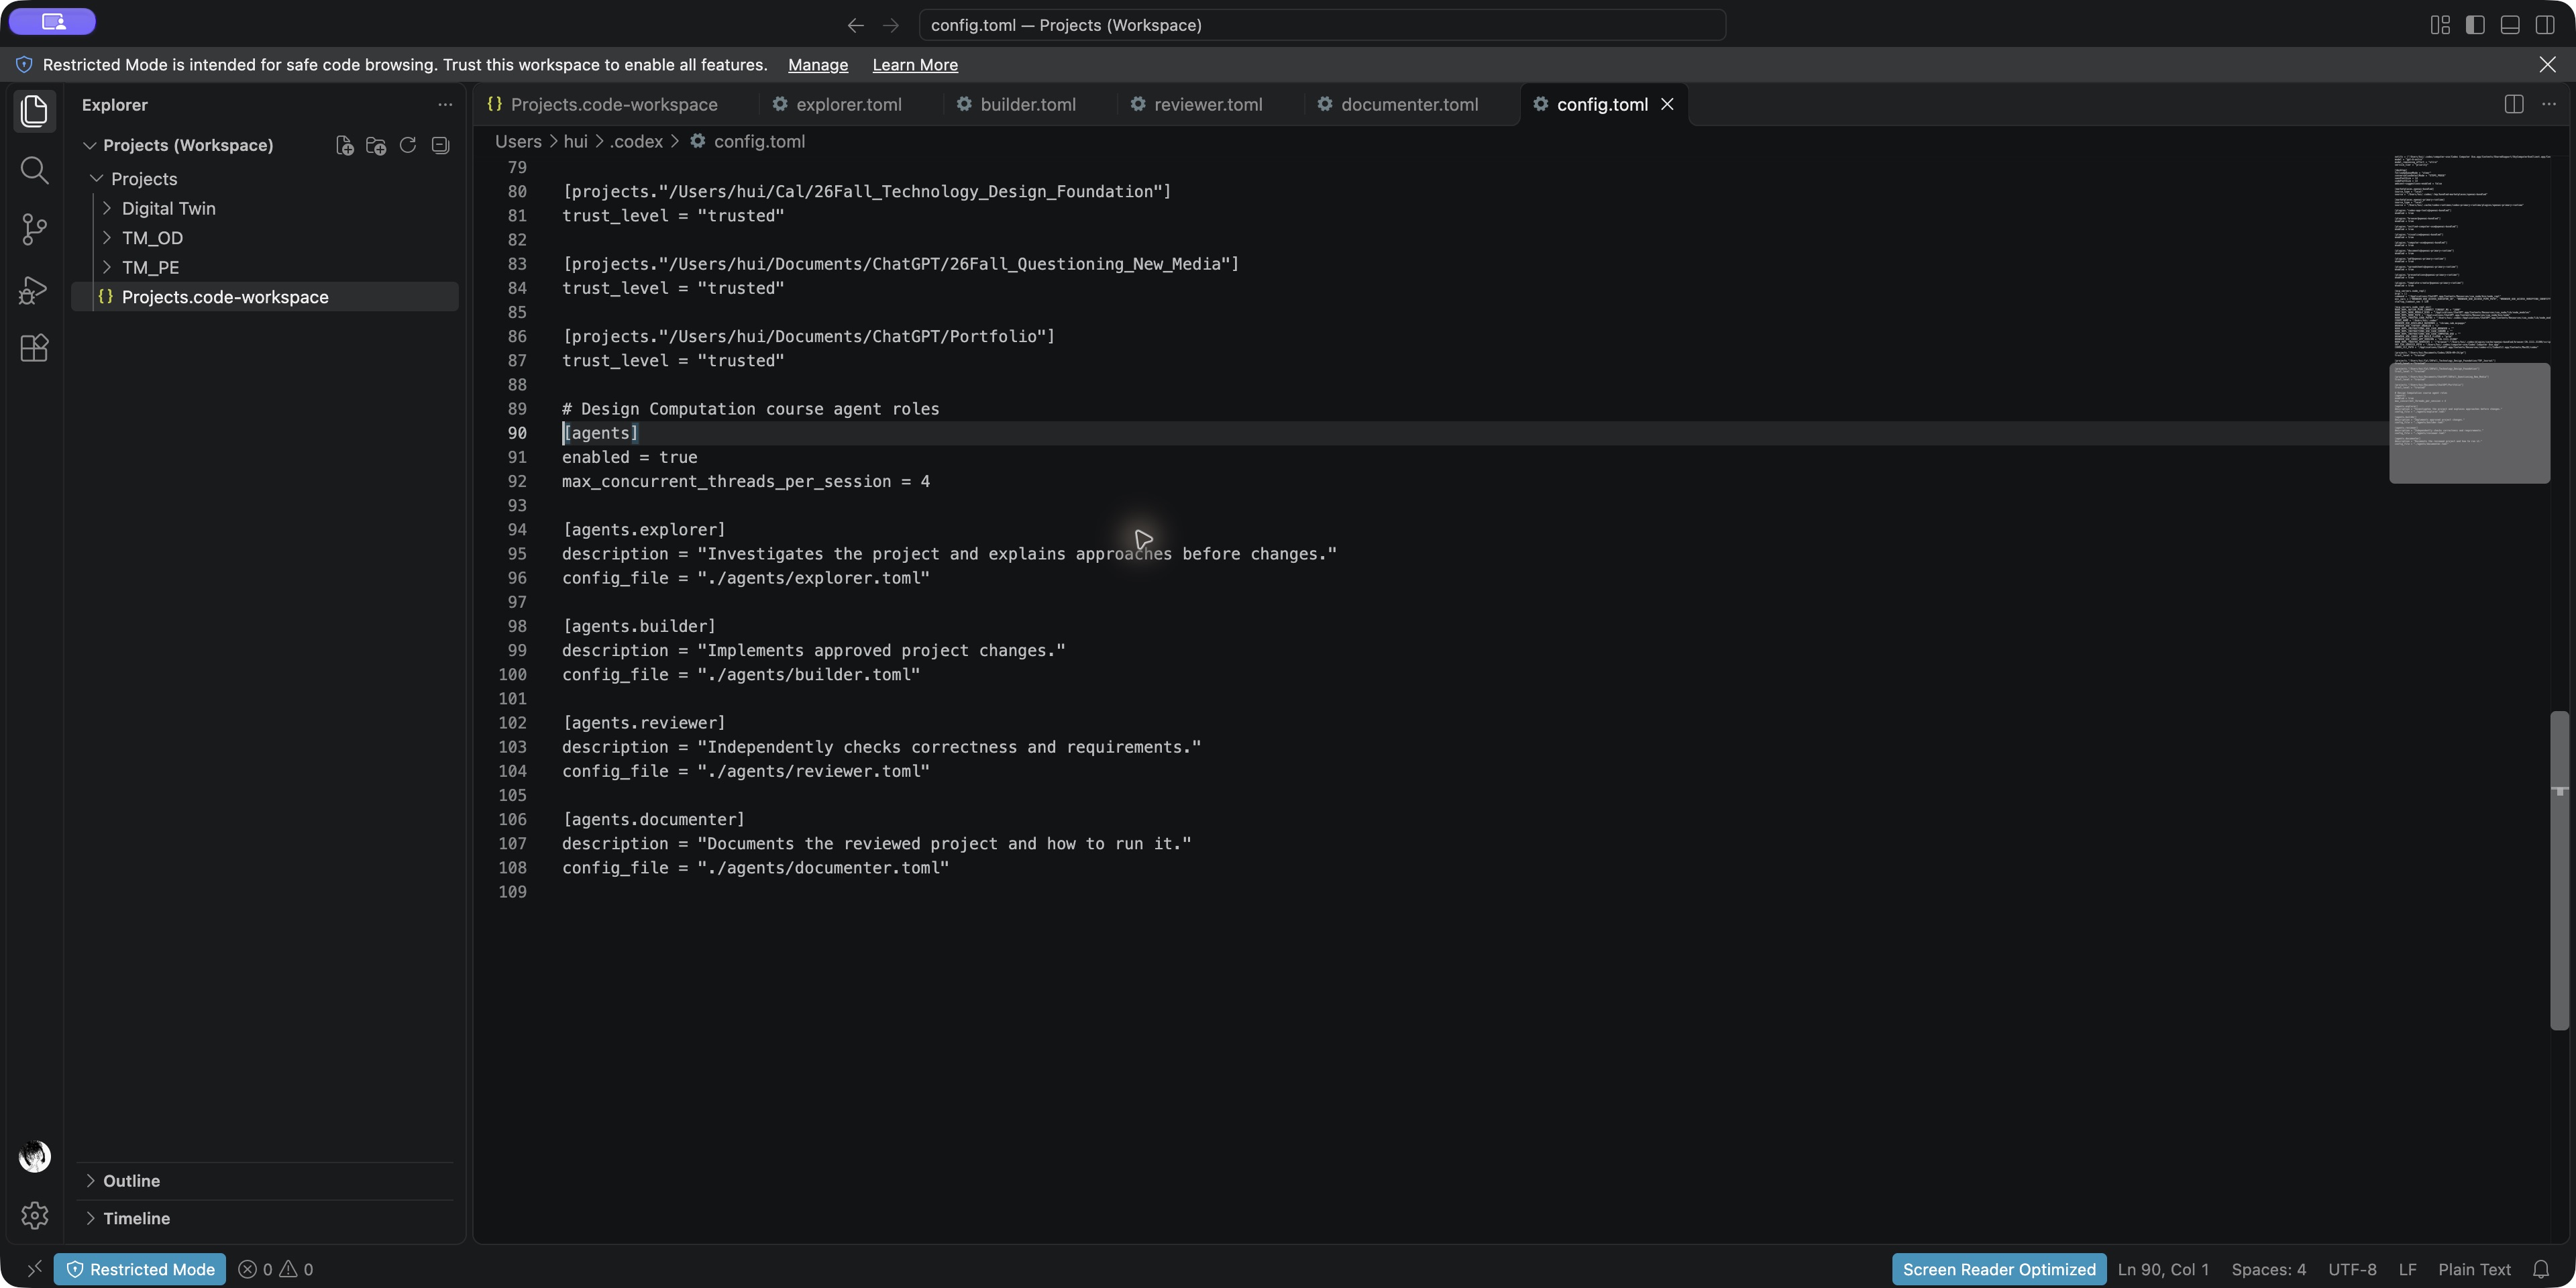 config.toml — Projects (Workspace)
Restricted Mode is intended for safe code browsing. Trust this workspace to enable all features. Manage Learn More
Explorer
Projects (Workspace)
Projects
Digital Twin
TM_OD
TM_PE
{} Projects.code-workspace
Outline
Timeline
{} Projects.code-workspace explorer.toml builder.toml reviewer.toml documenter.toml config.toml
Users > hui > .codex > config.toml
79
80 [projects."/Users/hui/Cal/26Fall_Technology_Design_Foundation"]
81 trust_level = "trusted"
82
83 [projects."/Users/hui/Documents/ChatGPT/26Fall_Questioning_New_Media"]
84 trust_level = "trusted"
85
86 [projects."/Users/hui/Documents/ChatGPT/Portfolio"]
87 trust_level = "trusted"
88
89 # Design Computation course agent roles
90 [agents]
91 enabled = true
92 max_concurrent_threads_per_session = 4
93
94 [agents.explorer]
95 description = "Investigates the project and explains approaches before changes."
96 config_file = "./agents/explorer.toml"
97
98 [agents.builder]
99 description = "Implements approved project changes."
100 config_file = "./agents/builder.toml"
101
102 [agents.reviewer]
103 description = "Independently checks correctness and requirements."
104 config_file = "./agents/reviewer.toml"
105
106 [agents.documenter]
107 description = "Documents the reviewed project and how to run it."
108 config_file = "./agents/documenter.toml"
109
Restricted Mode 0 0 Screen Reader Optimized Ln 90, Col 1 Spaces: 4 UTF-8 LF Plain Text